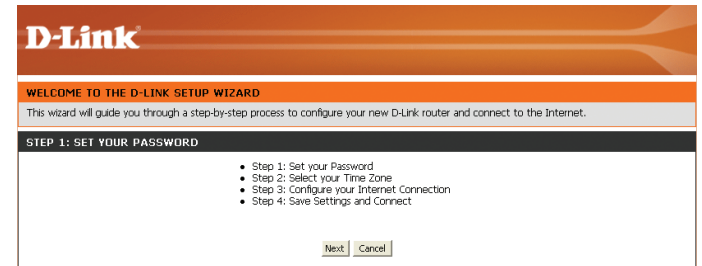 D-Link
WELCOME TO THE D-LINK SETUP WIZARD
This wizard will guide you through a step-by-step process to configure your new D-Link router and connect to the Internet.
STEP 1: SET YOUR PASSWORD
• Step 1: Set your Password
• Step 2: Select your Time Zone
• Step 3: Configure your Internet Connection
• Step 4: Save Settings and Connect
Next Cancel